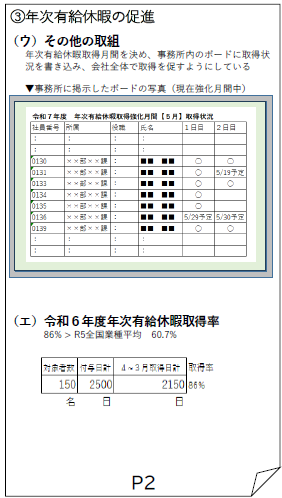 ③年次有給休暇の促進
（ウ）その他の取組
年次有給休暇取得月間を決め、事務所内のボードに取得状
況を書き込み、会社全体で取得を促すようにしている
▼事務所に掲示したボードの写真（現在強化月間中）
令和７年度　年次有給休暇取得強化月間【５月】取得状況
社員番号 所属 役職 氏名 １日目 ２日目
： ： ： ：
： ： ： ：
0130 ××部××課 ： ■■　■■ ○ ○
0131 ××部××課 ： ■■　■■ ○ 5/19予定
0133 ××部××課 ： ■■　■■ ○ ○
0134 ××部××課 ： ■■　■■ ○
0135 ××部××課 ： ■■　■■ ○
0136 ××部××課 ： ■■　■■ 5/29予定 5/30予定
0139 ××部××課 ： ■■　■■ ○ ○
： ： ： ：
： ： ： ：
（エ）令和６年度年次有給休暇取得率
86%＞R5全国業種平均　60.7%
対象者数 付与日計 ４～３月取得日計 取得率
150 2500 2150 86%
名 日 日
P2